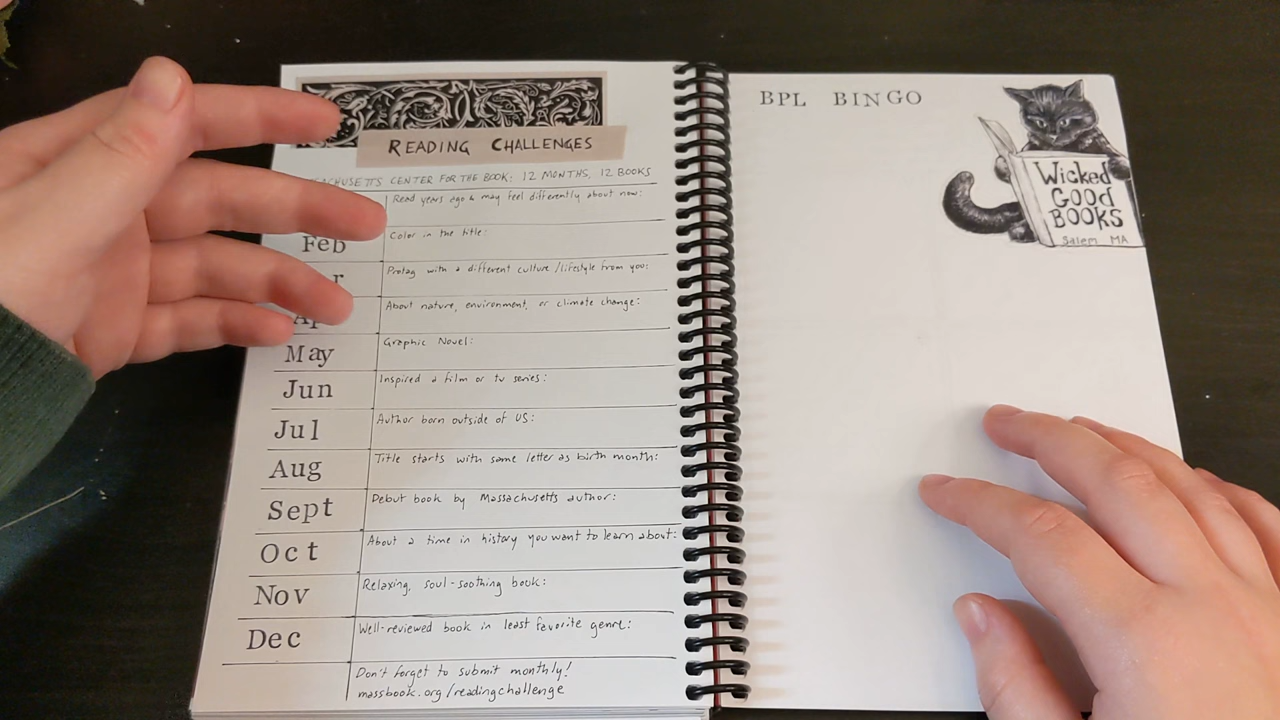 READING CHALLENGES
CENTER FOR THE BOOK: 12 MONTHS, 12 BOOKS
Read years ago & may feel differently about now:
Feb Color in the title:
Protag with a different culture/lifestyle from you:
About nature, environment, or climate change:
May Graphic Novel:
Jun Inspired a film or tv series:
Jul Author born outside of US:
Aug Title starts with same letter as birth month:
Sept Debut book by Massachusetts author:
Oct About a time in history you want to learn about:
Nov Relaxing, soul-soothing book:
Dec Well-reviewed book in least favorite genre:
Don't forget to submit monthly!
massbook.org/readingchallenge
BPL BINGO
Wicked
Good
BOOKS
Salem MA